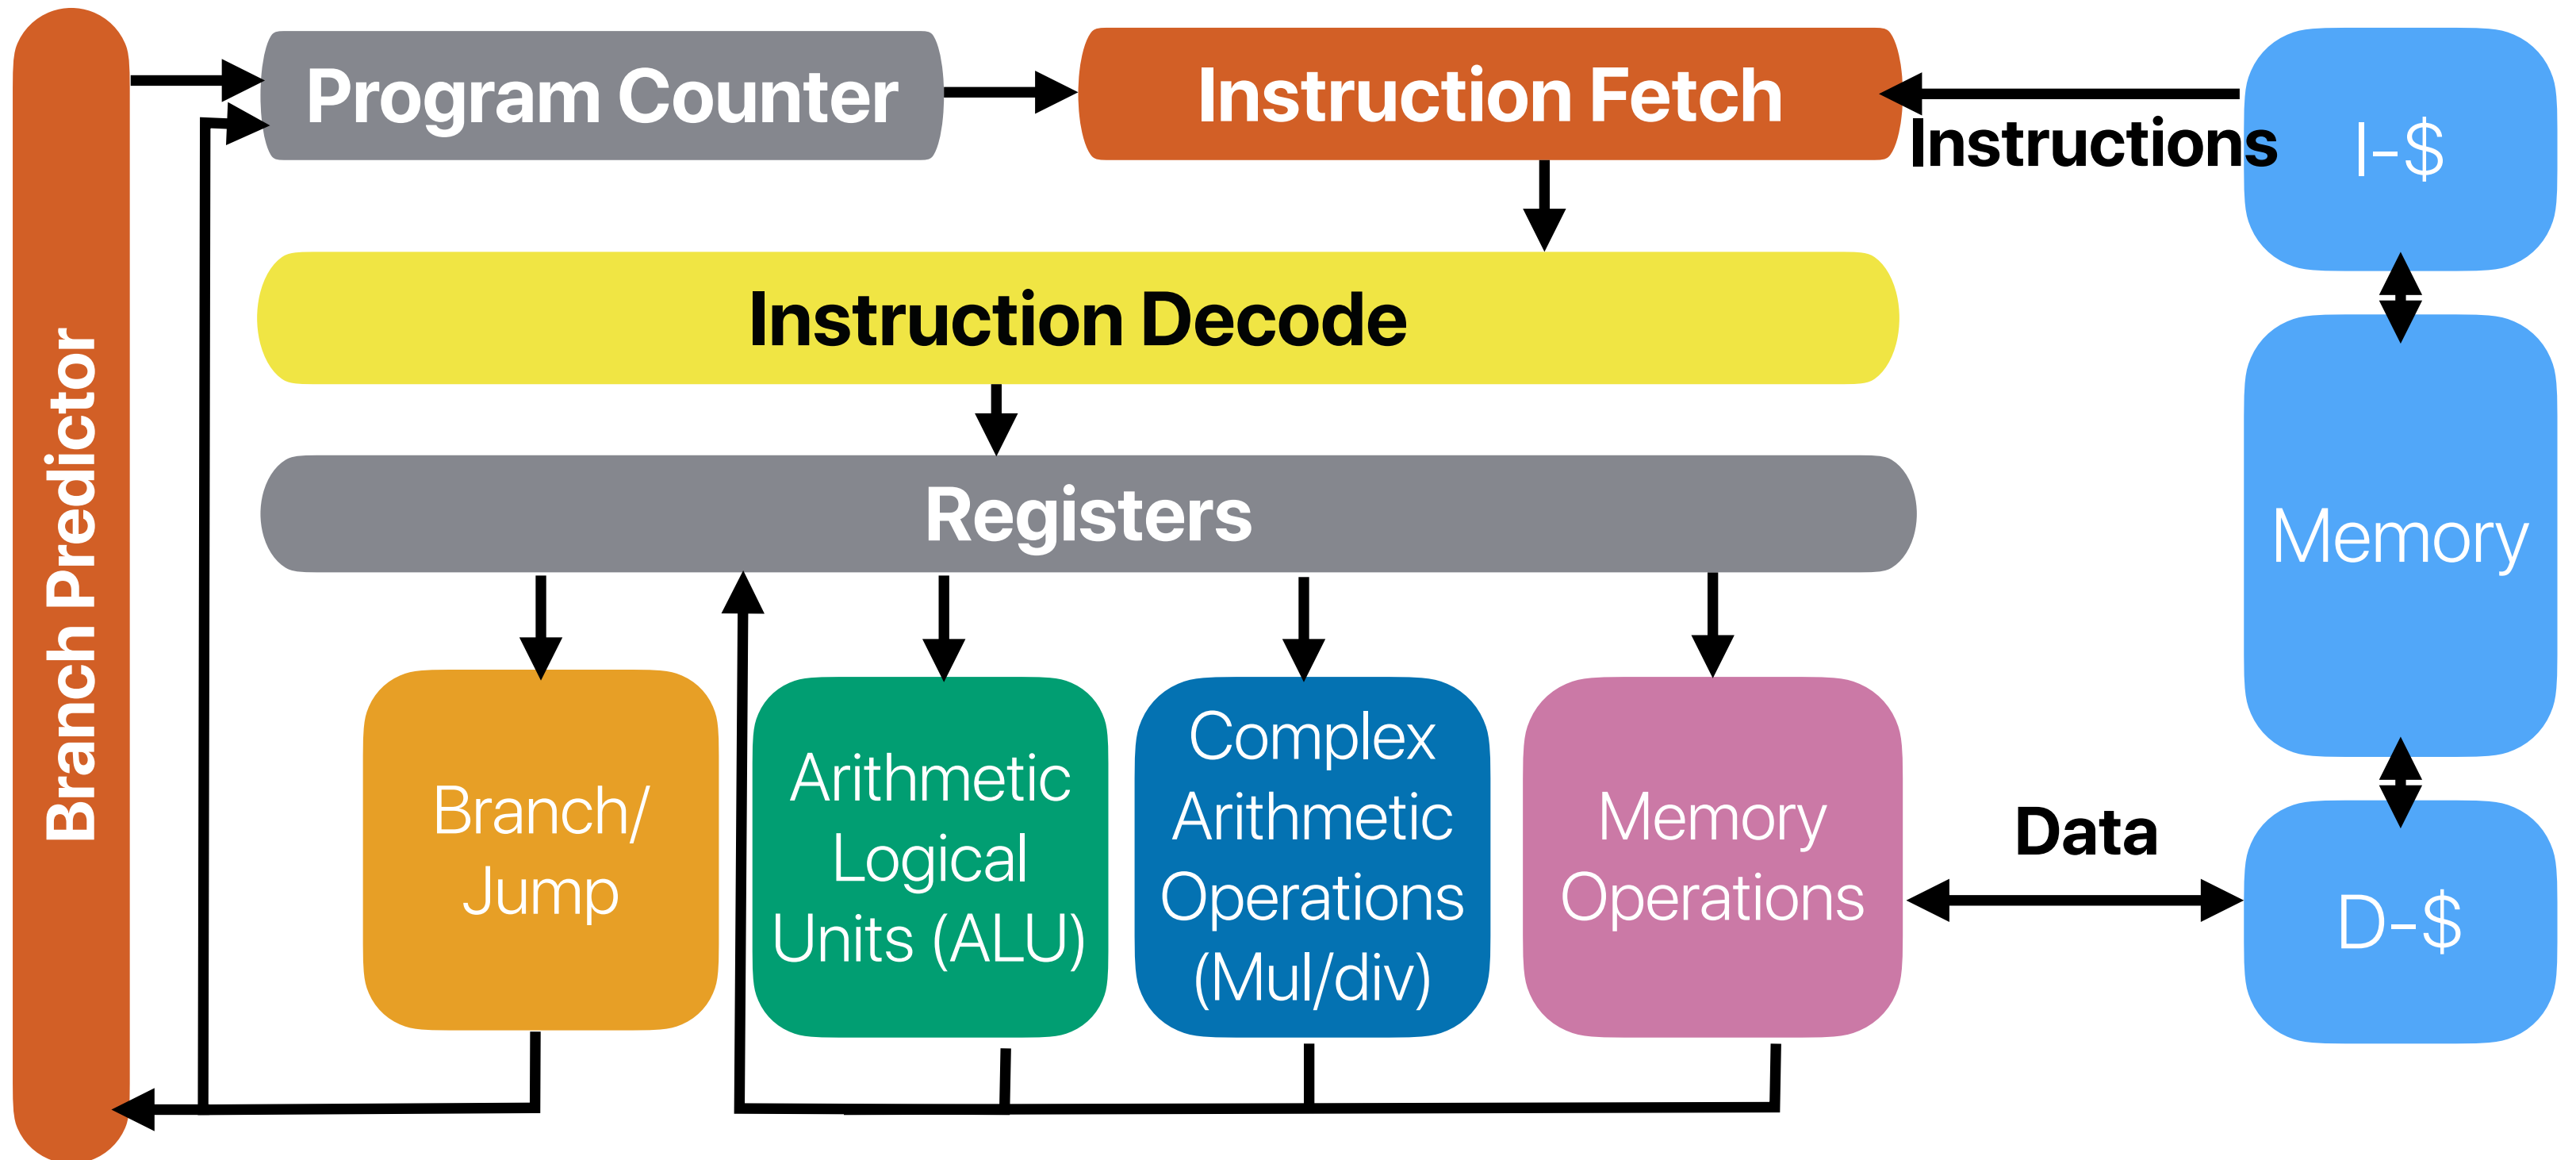 Branch Predictor
Program Counter
Instruction Fetch
Instructions
I-$
Instruction Decode
Registers
Memory
Branch/
Jump
Arithmetic
Logical
Units (ALU)
Complex
Arithmetic
Operations
(Mul/div)
Memory
Operations
Data
D-$